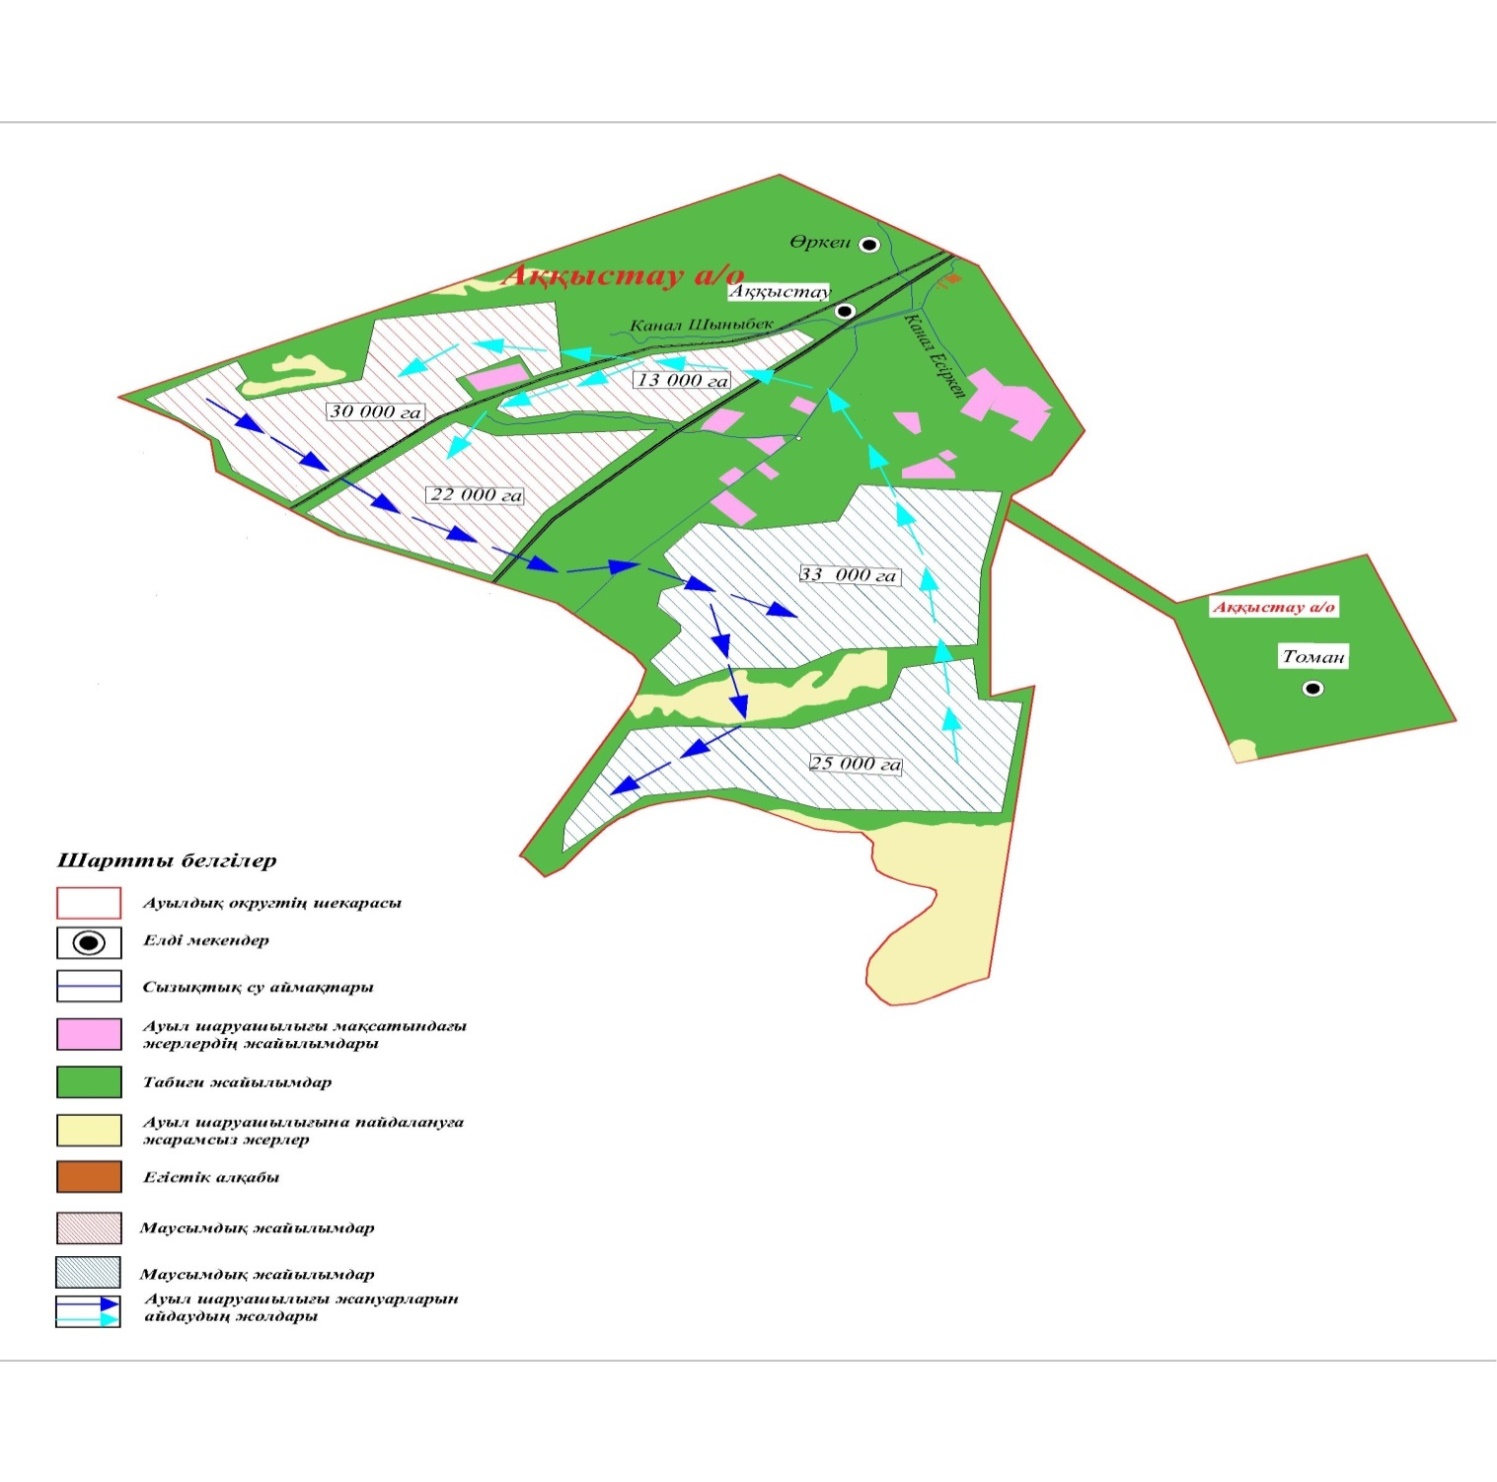 Өркен
Аққыстау а/о
Аққыстау
Канал Шыныбек
Канал Есіркеп
13 000 га
30 000 га
22 000 га
33 000 га
Аққыстау а/о
Томан
25 000 га
Шартты белгілер
Ауылдық округтің шекарасы
Елді мекендер
Сызықтық су аймақтары
Ауыл шаруашылығы мақсатындағы
жерлердің жайылымдары
Табиғи жайылымдар
Ауыл шаруашылығына пайдалануға
жарамсыз жерлер
Егістік алқабы
Маусымдық жайылымдар
Маусымдық жайылымдар
Ауыл шаруашылығы жануарларын
айдаудың жолдары